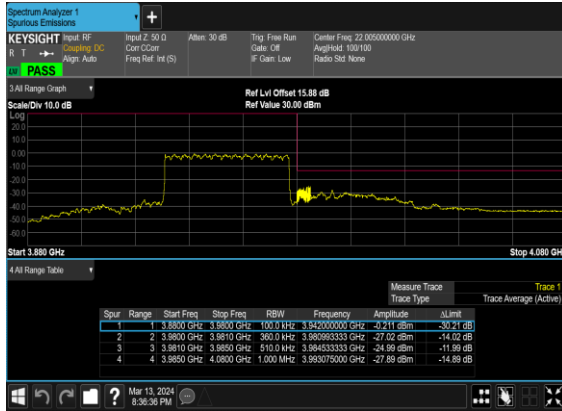 Spectrum Analyzer 1
Spurious Emissions
KEYSIGHT
R T
Input: RF
Coupling: DC
Align: Auto
Input Z: 50 Ω
Corr CCorr
Freq Ref: Int (S)
Atten: 30 dB
Trig: Free Run
Gate: Off
IF Gain: Low
Center Freq: 22.005000000 GHz
Avg|Hold: 100/100
Radio Std: None
PASS
3 All Range Graph
Scale/Div 10.0 dB
Ref Lvl Offset 15.88 dB
Ref Value 30.00 dBm
Log
20.0
10.0
0.00
-10.0
-20.0
-30.0
-40.0
-50.0
-60.0
Start 3.880 GHz
Stop 4.080 GH
4 All Range Table
Measure Trace Trace 1
Trace Type Trace Average (Active)
Spur Range Start Freq Stop Freq RBW Frequency Amplitude ΔLimit
1 1 3.8800 GHz 3.9800 GHz 100.0 kHz 3.942000000 GHz -0.211 dBm -30.21 dB
2 2 3.9800 GHz 3.9810 GHz 360.0 kHz 3.980993333 GHz -27.02 dBm -14.02 dB
3 3 3.9810 GHz 3.9850 GHz 510.0 kHz 3.984533333 GHz -24.99 dBm -11.99 dB
4 4 3.9850 GHz 4.0800 GHz 1.000 MHz 3.993075000 GHz -27.89 dBm -14.89 dB
?
Mar 13, 2024
8:36:36 PM